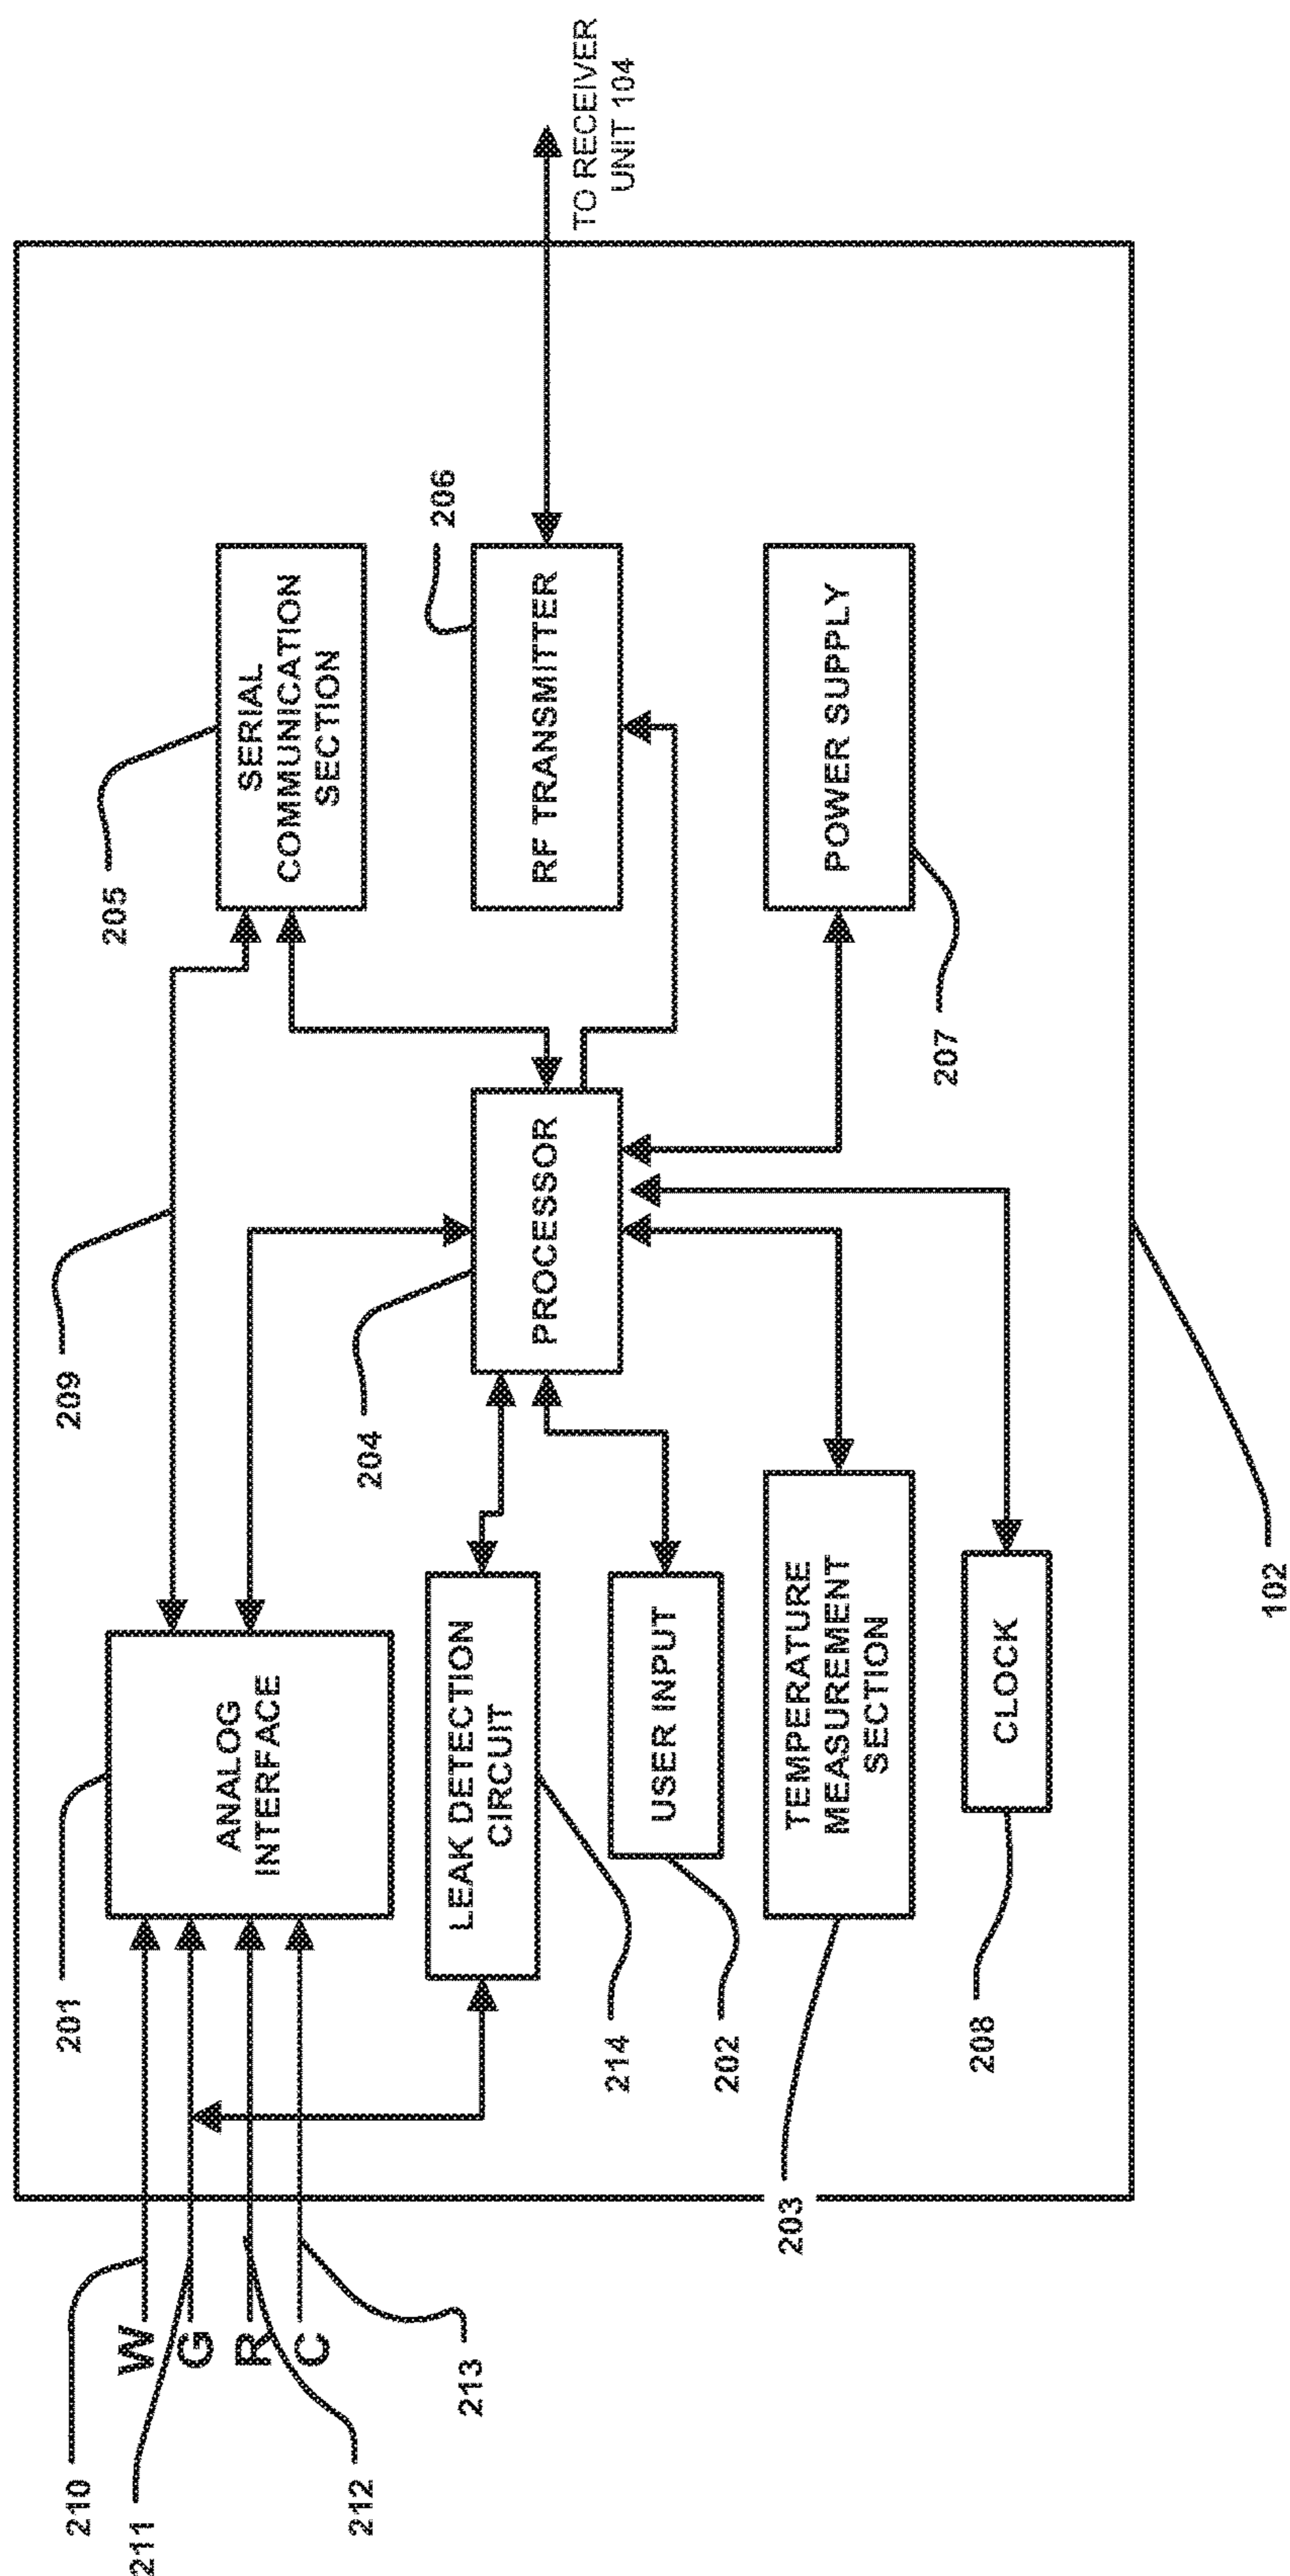 210
211
212
213
W
G
R
C
201
ANALOG
INTERFACE
LEAK DETECTION
CIRCUIT
214
USER INPUT
202
TEMPERATURE
MEASUREMENT
SECTION
203
CLOCK
208
209
204
PROCESSOR
205
SERIAL
COMMUNICATION
SECTION
206
RF TRANSMITTER
POWER SUPPLY
207
TO RECEIVER
UNIT 104
102